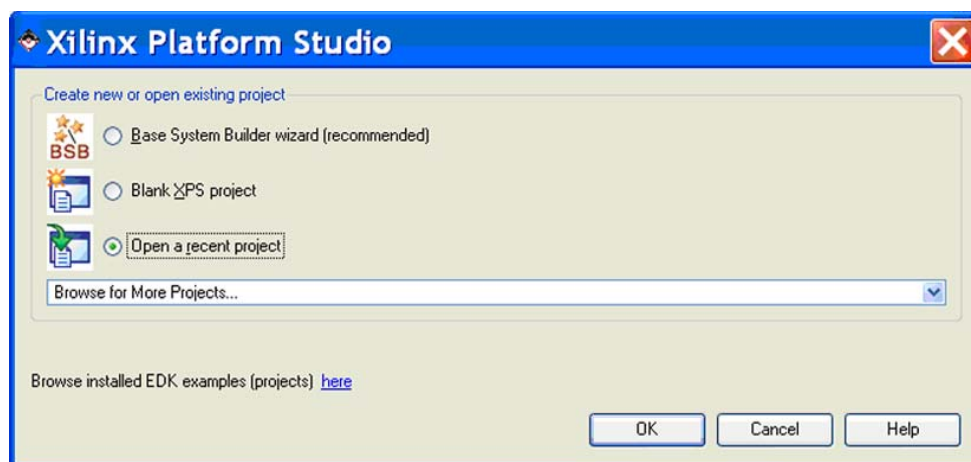 Xilinx Platform Studio
Create new or open existing project
BSB
Base System Builder wizard (recommended)
Blank XPS project
Open a recent project
Browse for More Projects...
Browse installed EDK examples (projects) here
OK Cancel Help